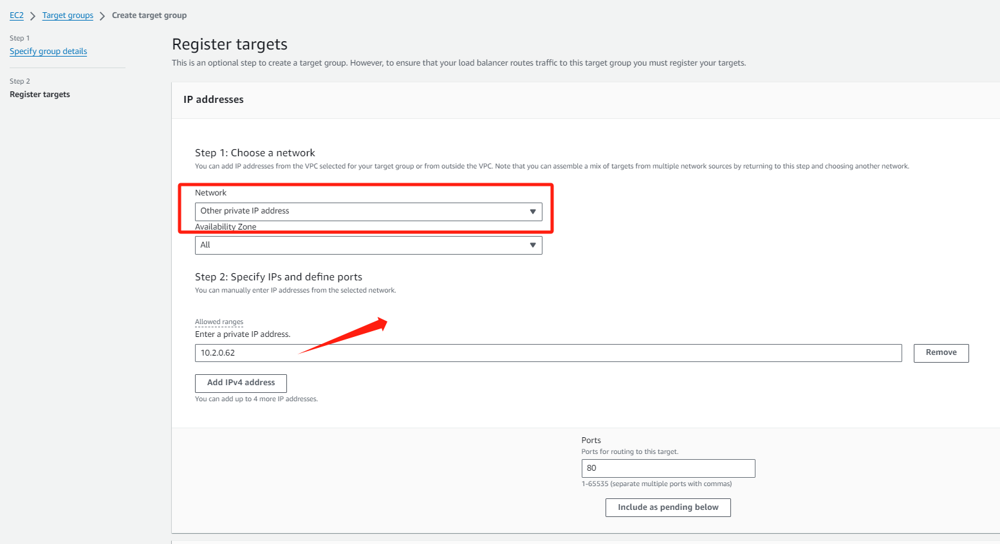 EC2 > Target groups > Create target group
Step 1
Specify group details
Step 2
Register targets
Register targets
This is an optional step to create a target group. However, to ensure that your load balancer routes traffic to this target group you must register your targets.
IP addresses
Step 1: Choose a network
You can add IP addresses from the VPC selected for your target group or from outside the VPC. Note that you can assemble a mix of targets from multiple network sources by returning to this step and choosing another network.
Network
Other private IP address
Availability Zone
All
Step 2: Specify IPs and define ports
You can manually enter IP addresses from the selected network.
Allowed ranges
Enter a private IP address.
10.2.0.62
Remove
Add IPv4 address
You can add up to 4 more IP addresses.
Ports
Ports for routing to this target.
80
1-65535 (separate multiple ports with commas)
Include as pending below